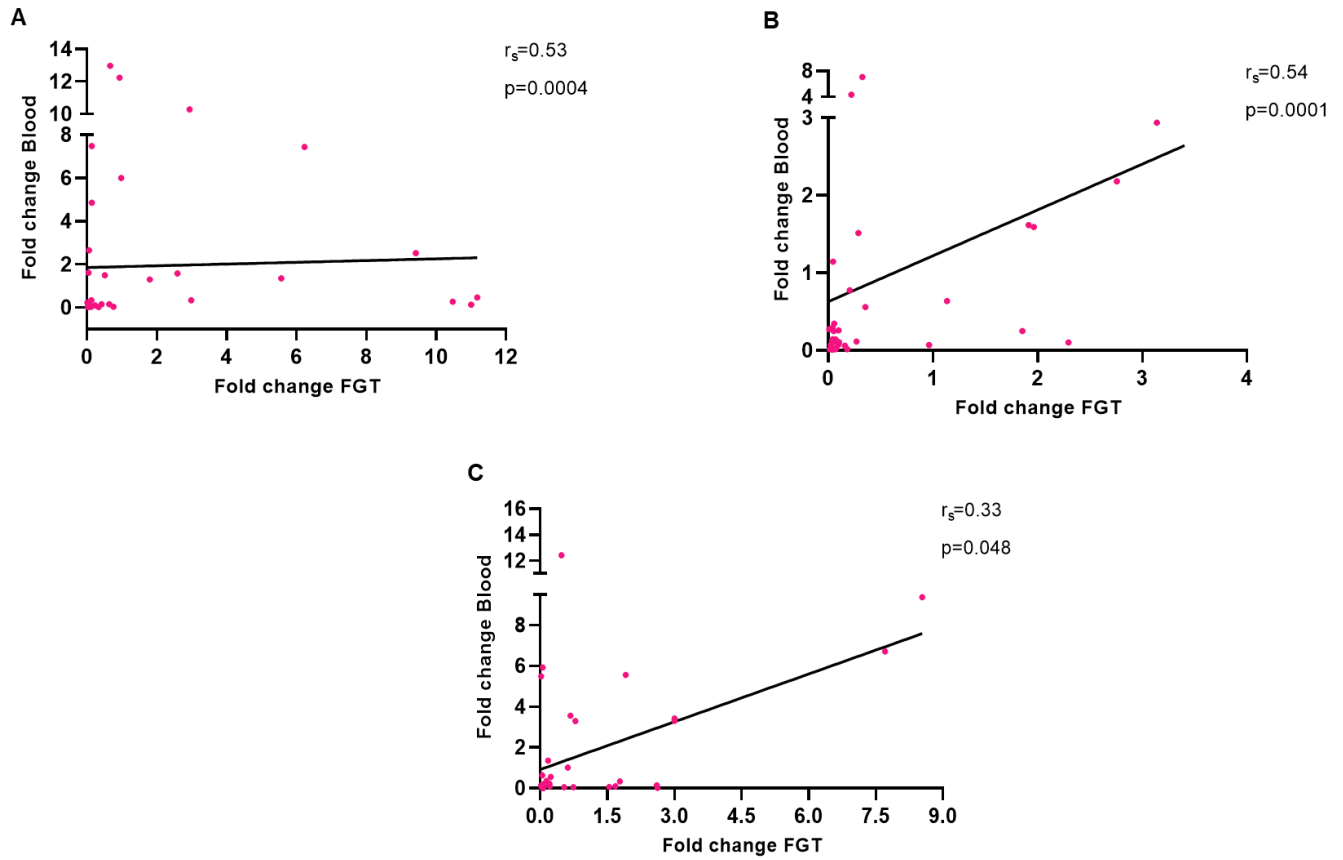 A
14
12
10
8
6
4
2
0
Fold change Blood
0 2 4 6 8 10 12
Fold change FGT
rs=0.53
p=0.0004
B
8
4
3
2
1
0
Fold change Blood
0 1 2 3 4
Fold change FGT
rs=0.54
p=0.0001
C
16
14
12
8
6
4
2
0
Fold change Blood
0.0 1.5 3.0 4.5 6.0 7.5 9.0
Fold change FGT
rs=0.33
p=0.048